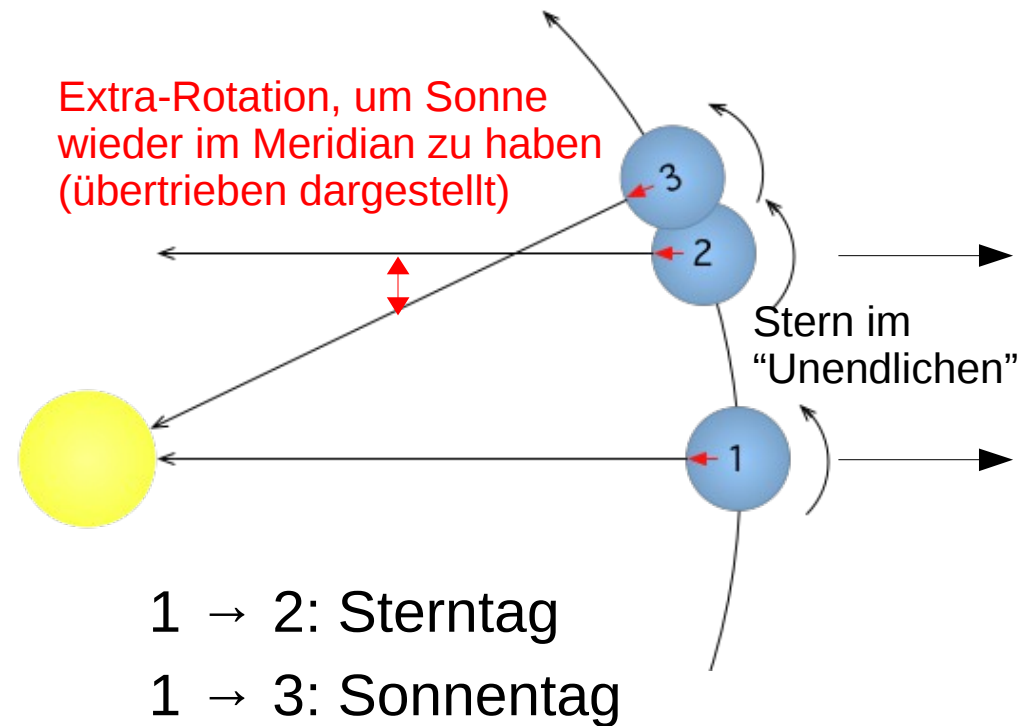 Extra-Rotation, um Sonne
wieder im Meridian zu haben
(übertrieben dargestellt)
3
2
Stern im
“Unendlichen”
1
1 → 2: Sterntag
1 → 3: Sonnentag